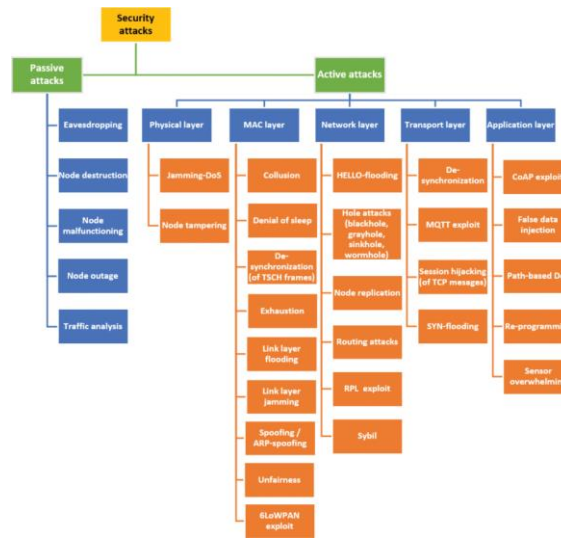 Security
attacks
Passive
attacks
Active attacks
Eavesdropping
Node destruction
Node
malfunctioning
Node outage
Traffic analysis
Physical layer
Jamming-DoS
Node tampering
MAC layer
Collusion
Denial of sleep
De-
synchronization
(of TSCH frames)
Exhaustion
Link layer
flooding
Link layer
jamming
Spoofing /
ARP-spoofing
Unfairness
6LoWPAN
exploit
Network layer
HELLO-flooding
Hole attacks
(blackhole,
grayhole,
sinkhole,
wormhole)
Node replication
Routing attacks
RPL exploit
Sybil
Transport layer
De-
synchronization
MQTT exploit
Session hijacking
(of TCP mesages)
SYN-flooding
Application layer
CoAP exploit
False data
injection
Path-based
Re-programmin
Sensor
overwhelmin